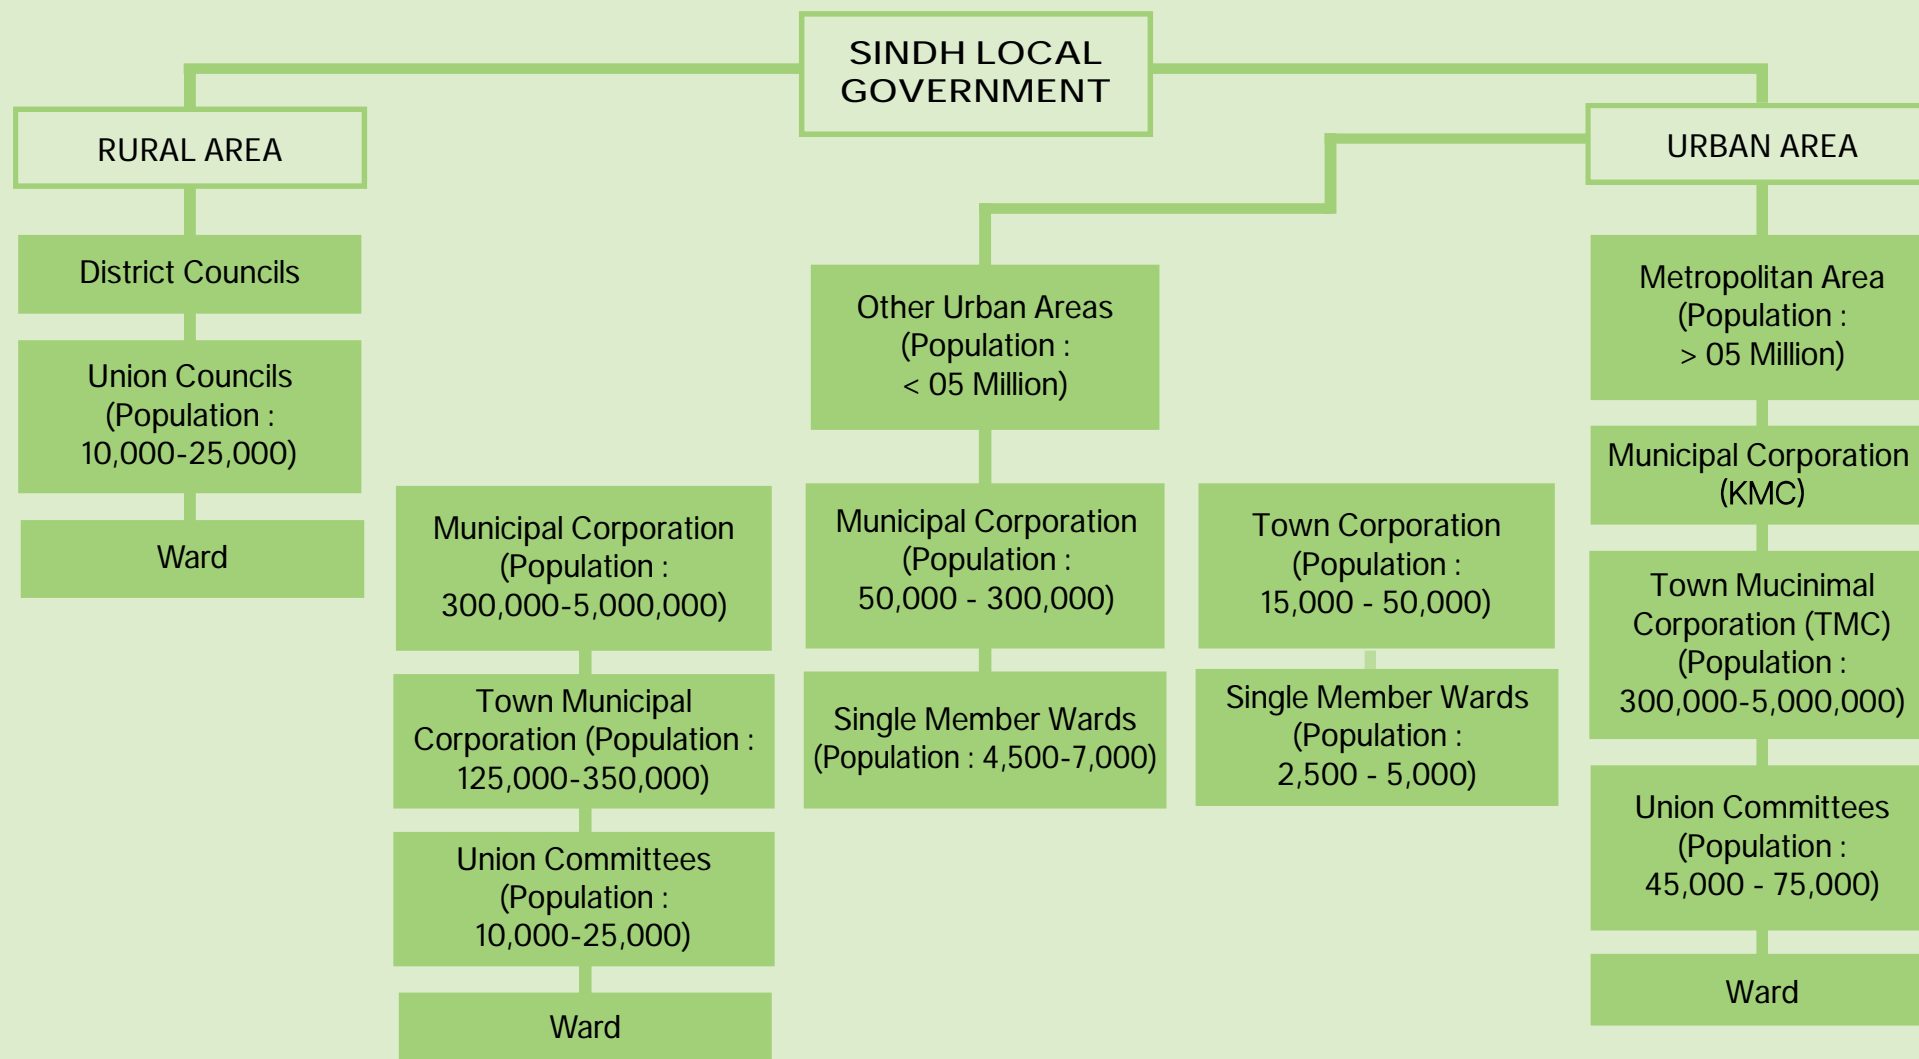 SINDH LOCAL
GOVERNMENT
RURAL AREA
URBAN AREA
District Councils
Union Councils
(Population :
10,000-25,000)
Ward
Municipal Corporation
(Population :
300,000-5,000,000)
Town Municipal
Corporation (Population :
125,000-350,000)
Union Committees
(Population :
10,000-25,000)
Ward
Other Urban Areas
(Population :
< 05 Million)
Municipal Corporation
(Population :
50,000 - 300,000)
Single Member Wards
(Population : 4,500-7,000)
Town Corporation
(Population :
15,000 - 50,000)
Single Member Wards
(Population :
2,500 - 5,000)
Metropolitan Area
(Population :
> 05 Million)
Municipal Corporation
(KMC)
Town Mucinimal
Corporation (TMC)
(Population :
300,000-5,000,000)
Union Committees
(Population :
45,000 - 75,000)
Ward